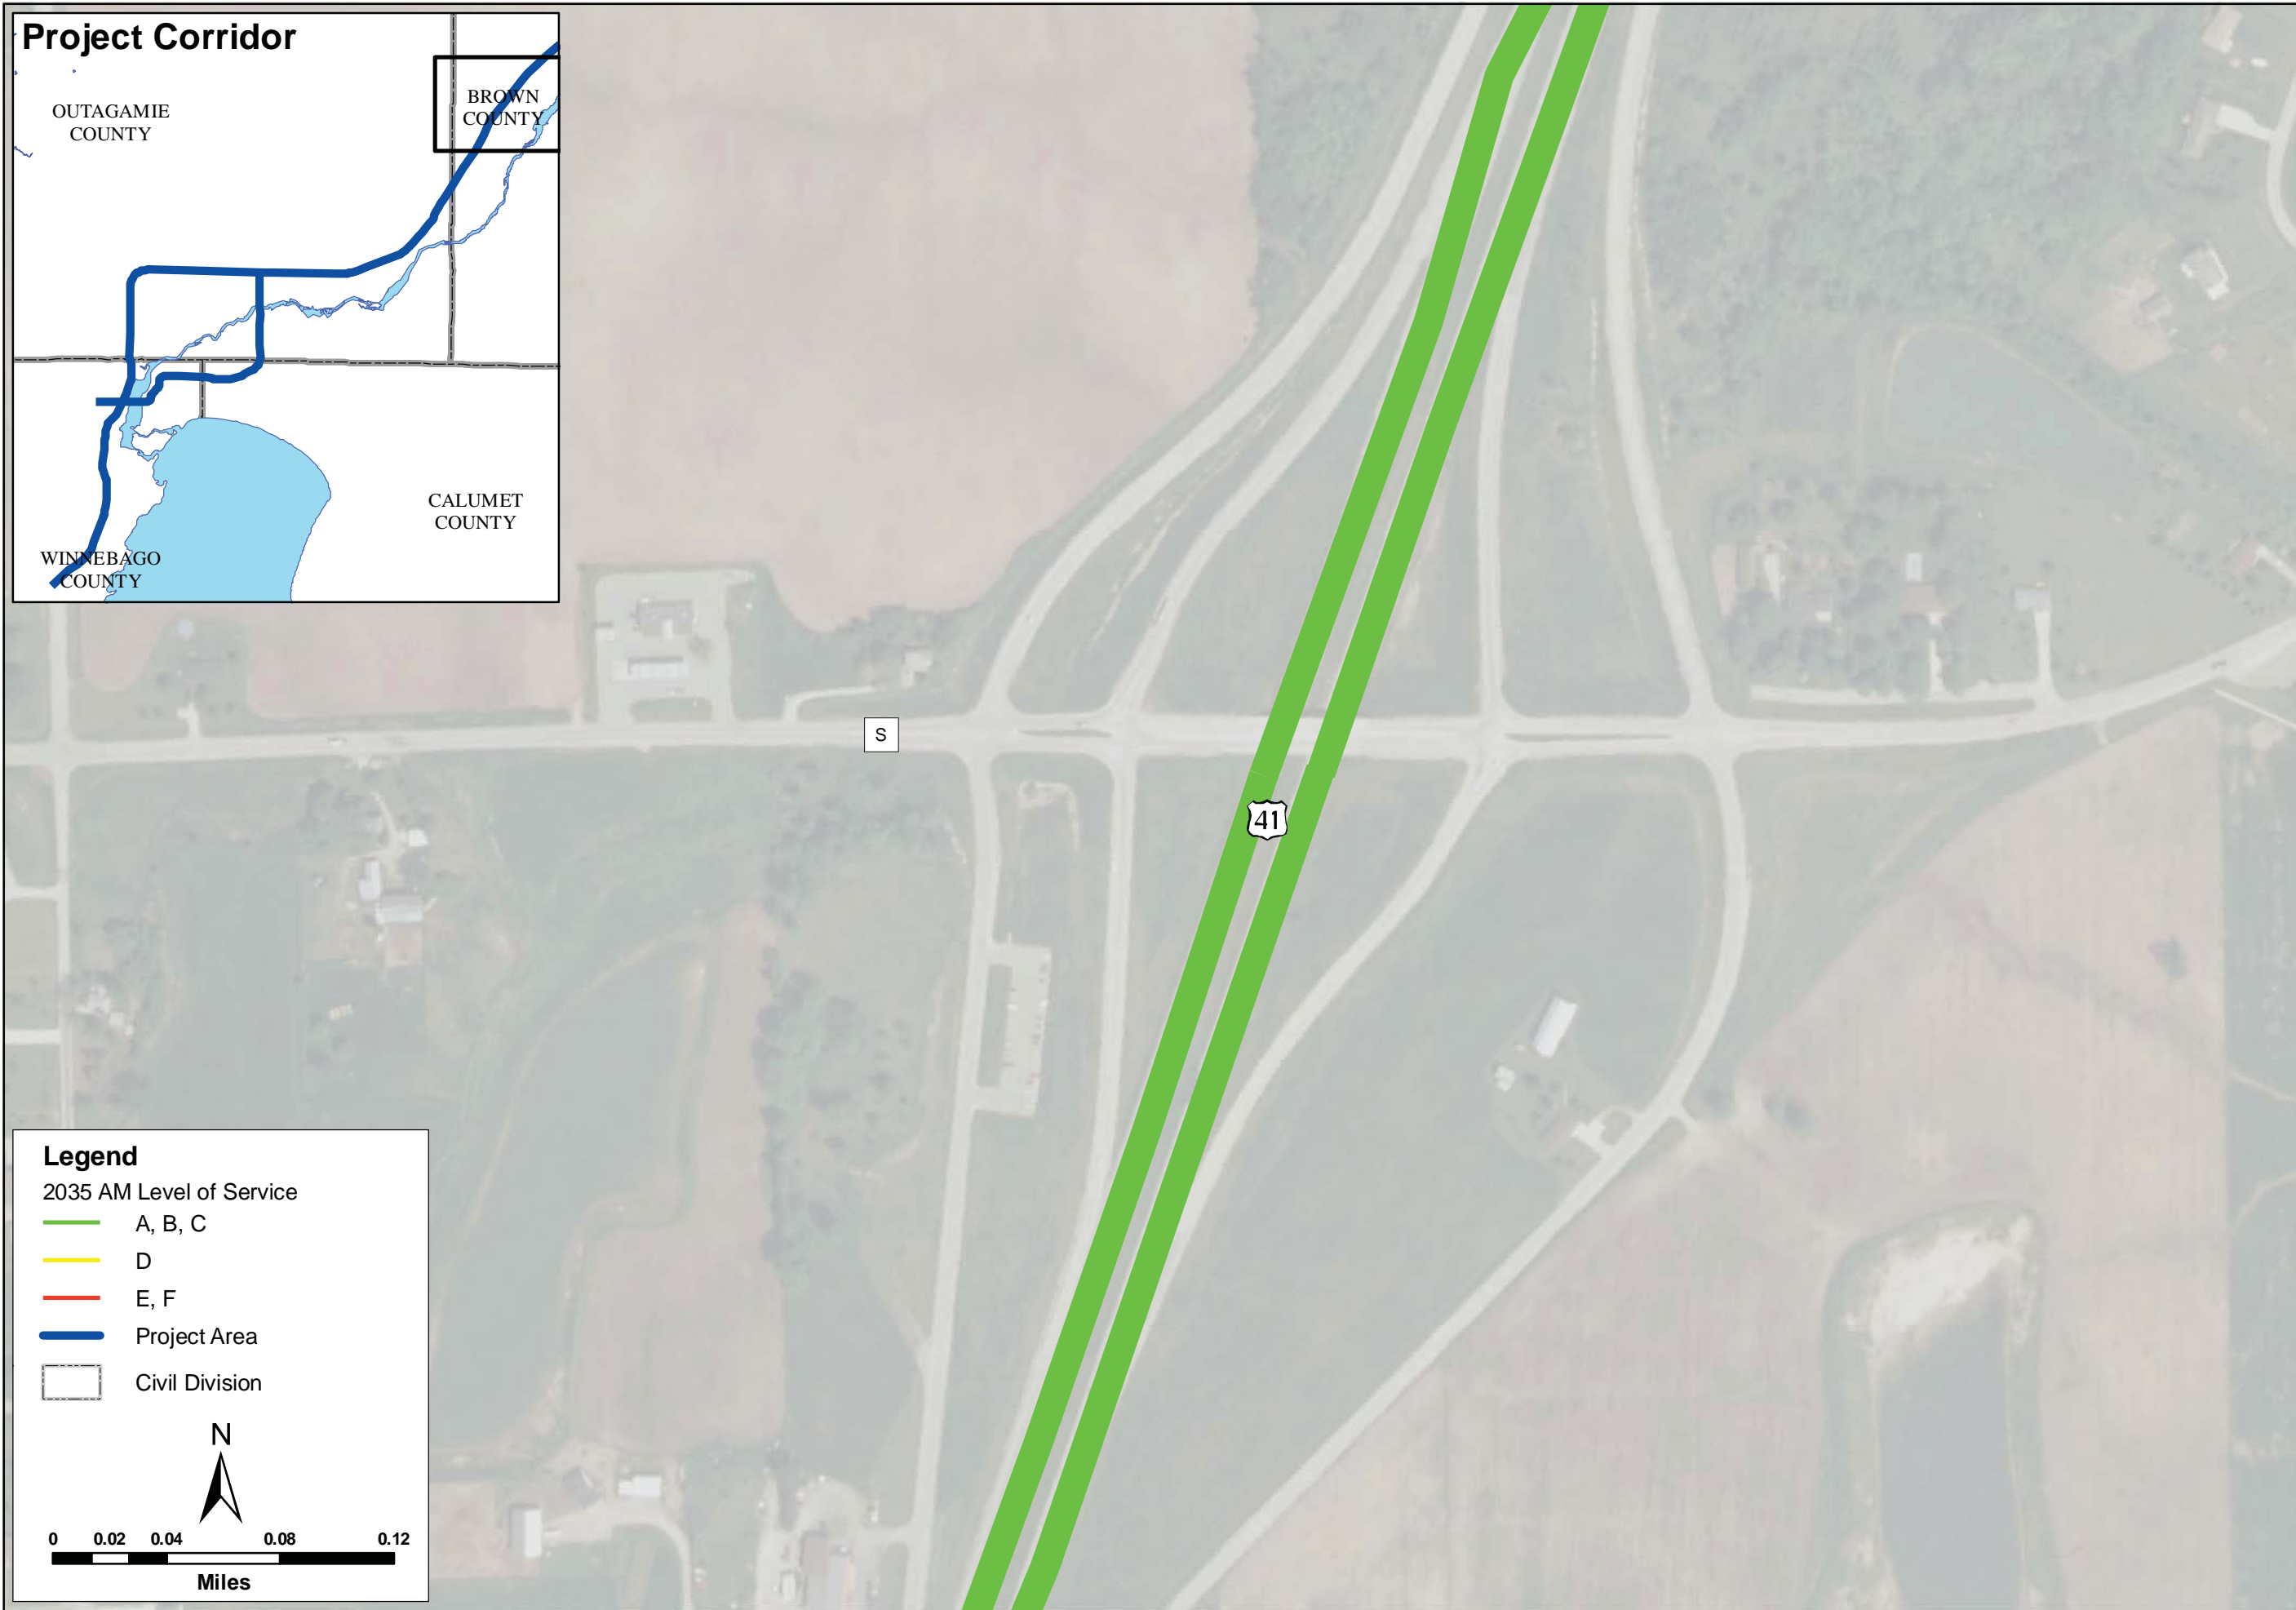 Project Corridor
OUTAGAMIE
COUNTY
BROWN
COUNTY
CALUMET
COUNTY
WINNEBAGO
COUNTY
S
41
Legend
2035 AM Level of Service
A, B, C
D
E, F
Project Area
Civil Division
N
0 0.02 0.04 0.08 0.12
Miles